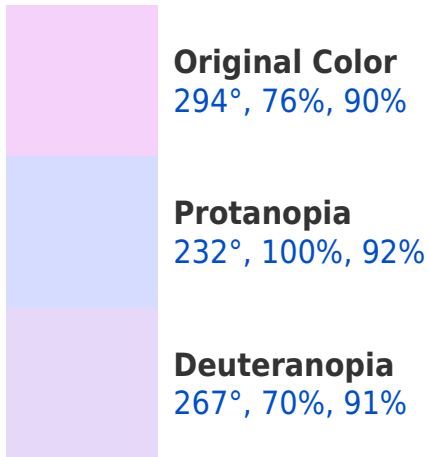 Original Color
294°, 76%, 90%
Protanopia
232°, 100%, 92%
Deuteranopia
267°, 70%, 91%